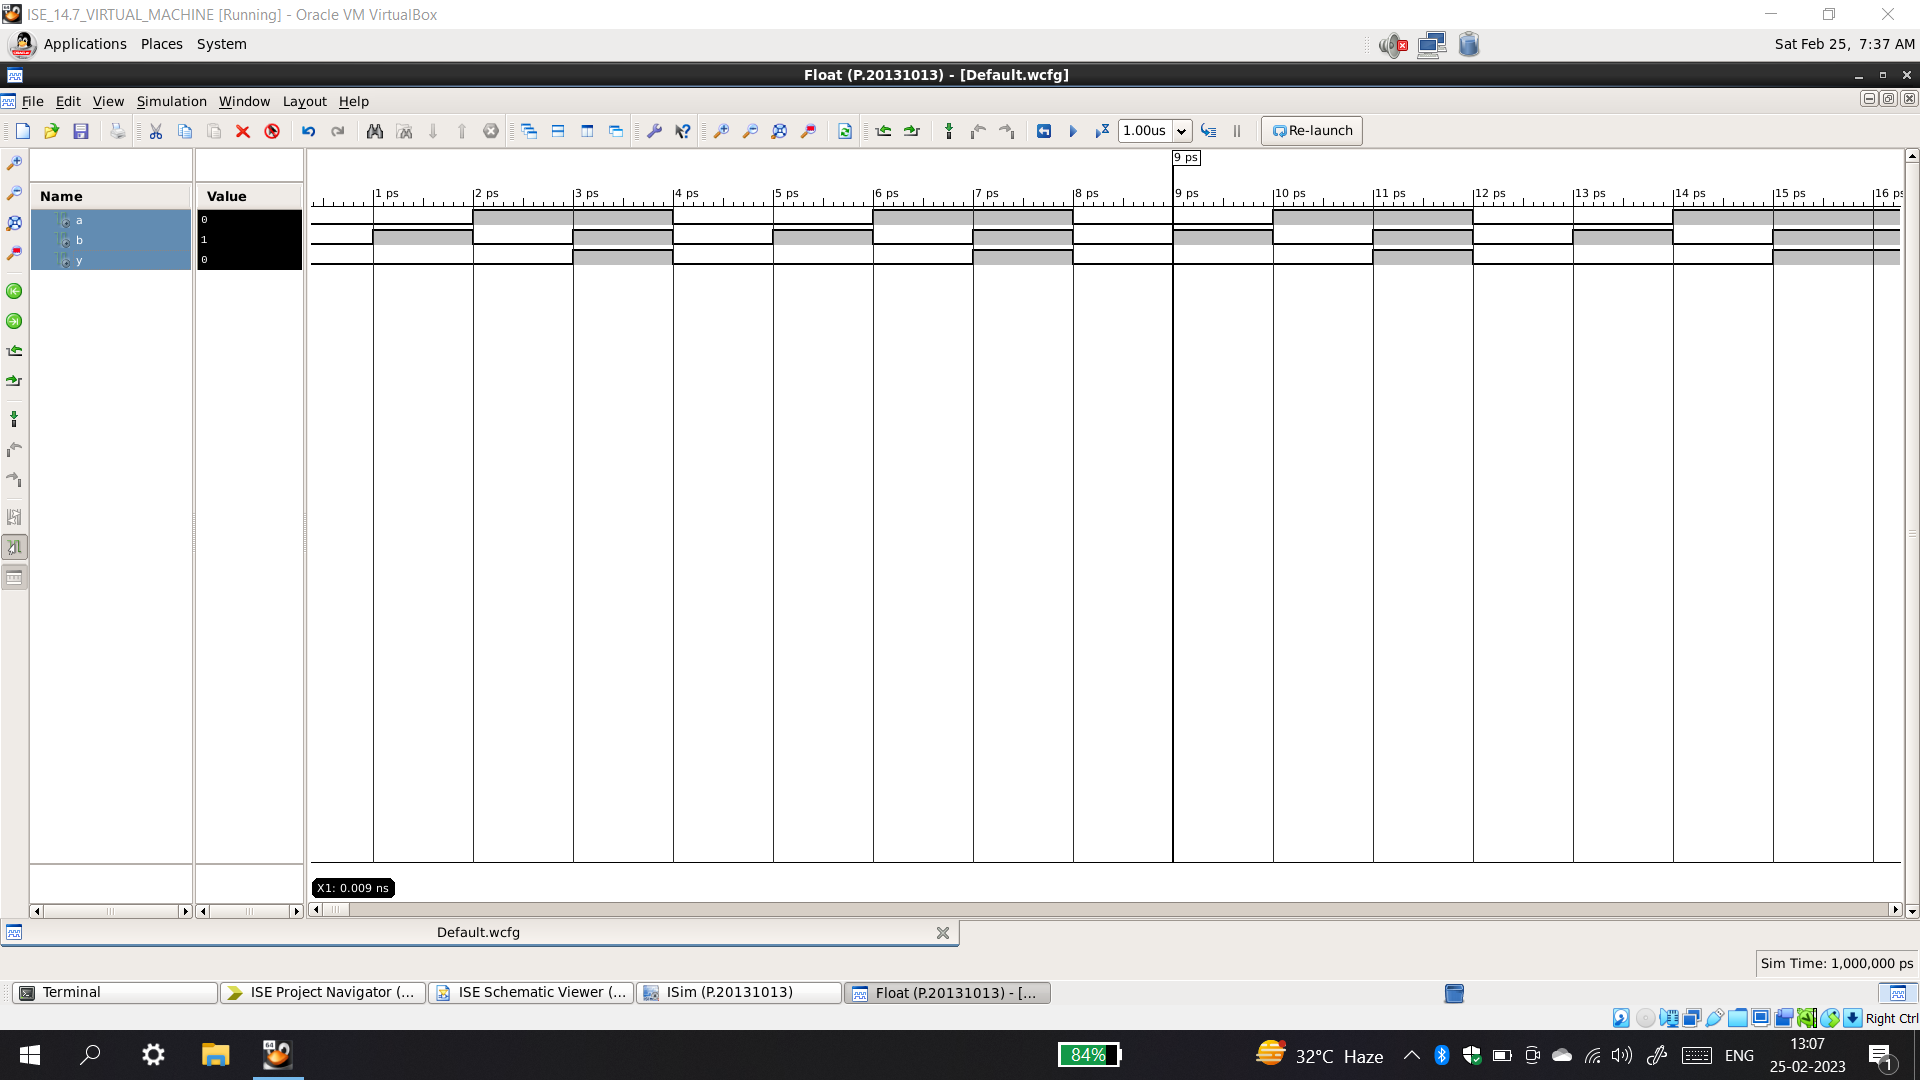 ISE_14.7_VIRTUAL_MACHINE [Running] - Oracle VM VirtualBox
Applications Places System
Sat Feb 25, 7:37 AM
Float (P.20131013) - [Default.wcfg]
File Edit View Simulation Window Layout Help
1.00us
Re-launch
9 ps
Name Value
1 ps 2 ps 3 ps 4 ps 5 ps 6 ps 7 ps 8 ps 9 ps 10 ps 11 ps 12 ps 13 ps 14 ps 15 ps 16 ps
a 0
b 1
y 0
X1: 0.009 ns
Default.wcfg
Sim Time: 1,000,000 ps
Terminal
ISE Project Navigator (...
ISE Schematic Viewer (...
ISim (P.20131013)
Float (P.20131013) - [...
Right Ctrl
84%
32°C Haze
ENG
13:07
25-02-2023
1